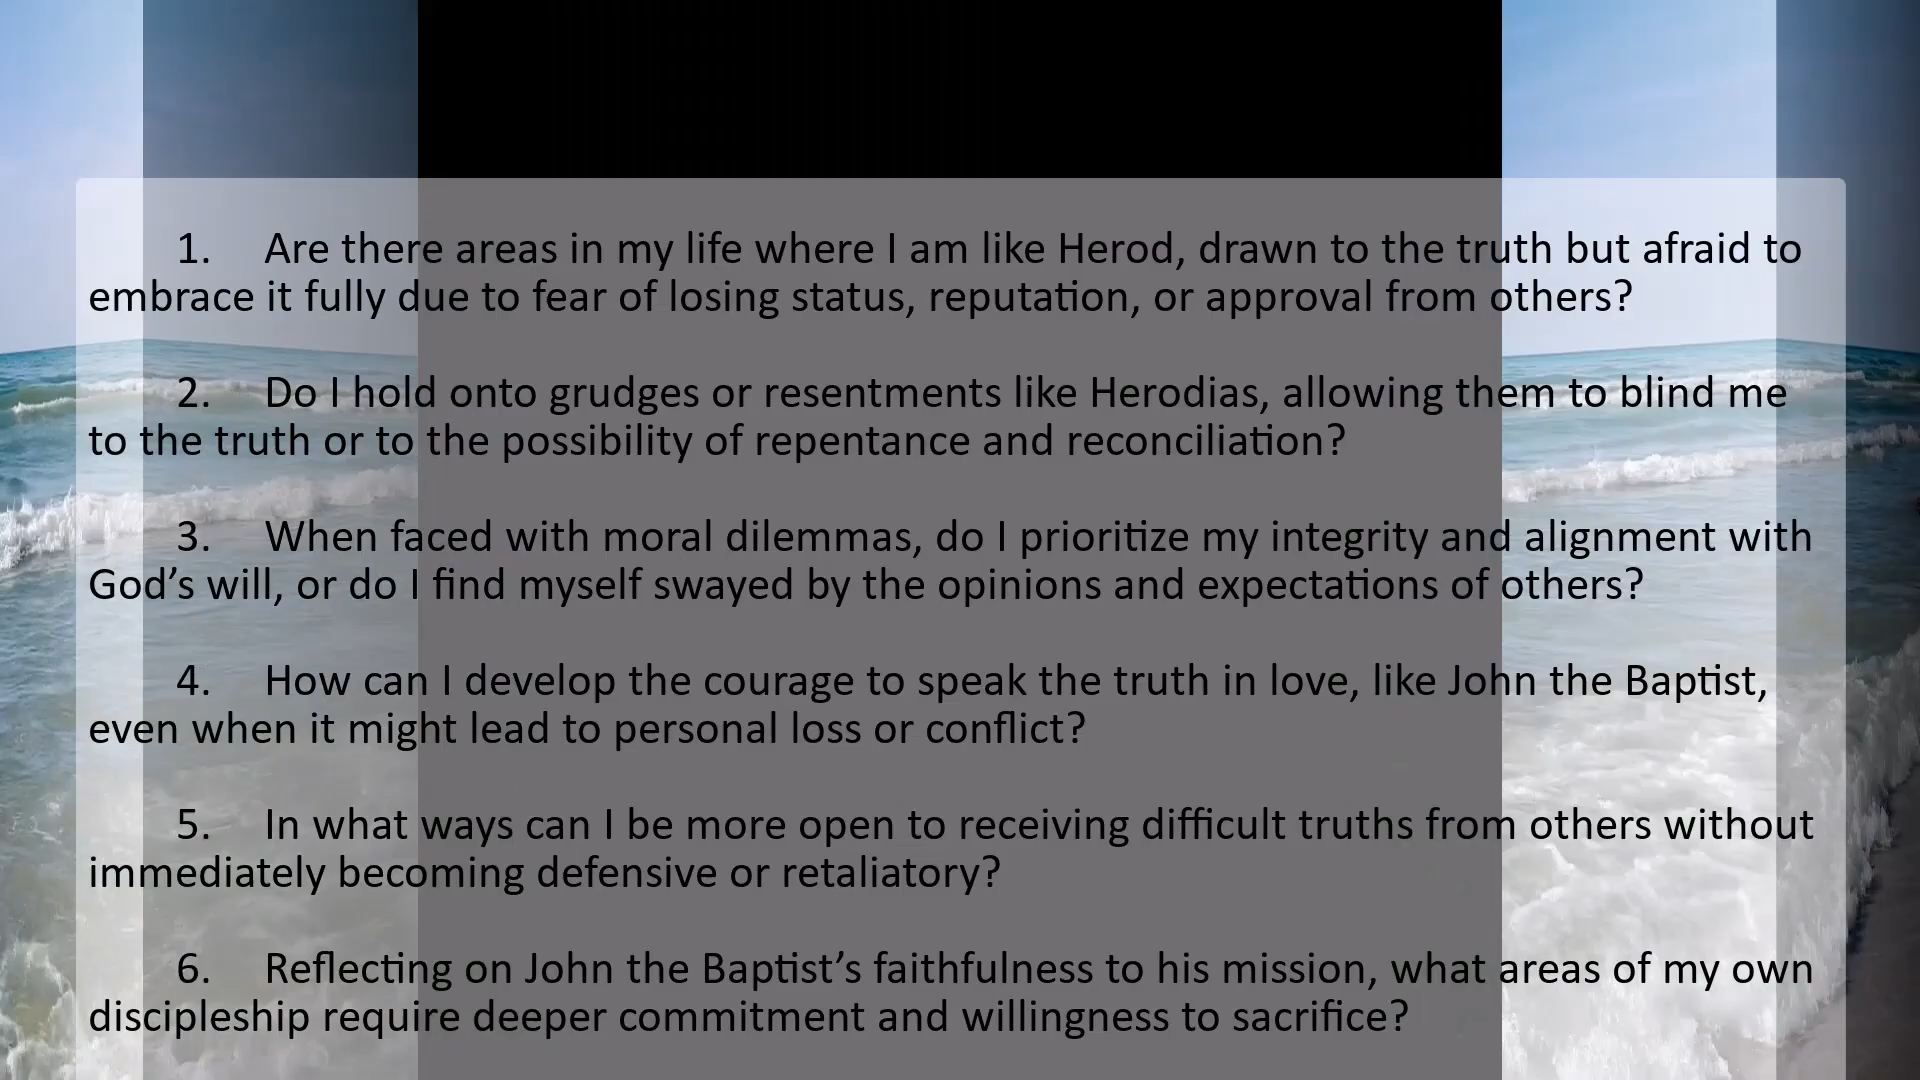 1. Are there areas in my life where I am like Herod, drawn to the truth but afraid to
embrace it fully due to fear of losing status, reputation, or approval from others?
2. Do I hold onto grudges or resentments like Herodias, allowing them to blind me
to the truth or to the possibility of repentance and reconciliation?
3. When faced with moral dilemmas, do I prioritize my integrity and alignment with
God’s will, or do I find myself swayed by the opinions and expectations of others?
4. How can I develop the courage to speak the truth in love, like John the Baptist,
even when it might lead to personal loss or conflict?
5. In what ways can I be more open to receiving difficult truths from others without
immediately becoming defensive or retaliatory?
6. Reflecting on John the Baptist’s faithfulness to his mission, what areas of my own
discipleship require deeper commitment and willingness to sacrifice?